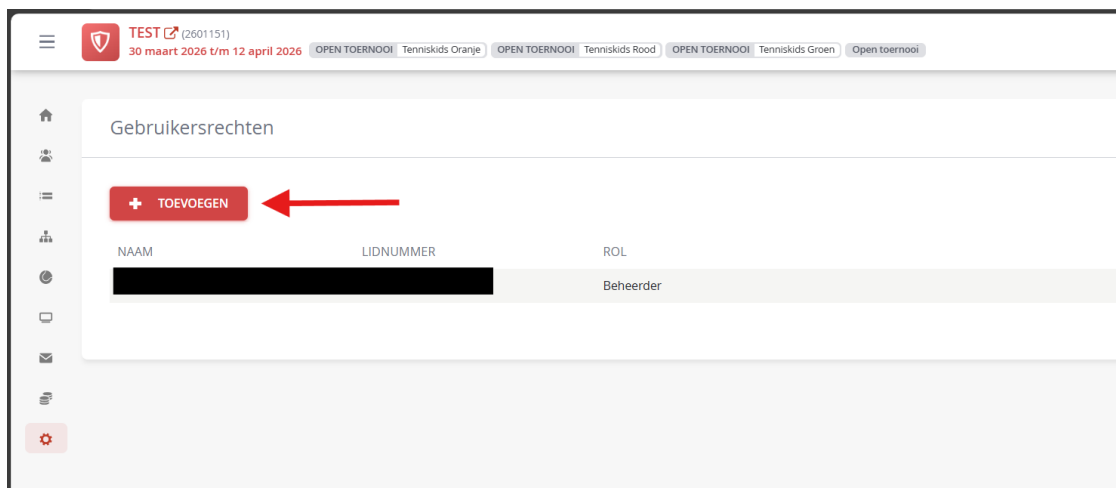 TEST (2601151)
30 maart 2026 t/m 12 april 2026 OPEN TOERNOOI Tenniskids Oranje OPEN TOERNOOI Tenniskids Rood OPEN TOERNOOI Tenniskids Groen Open toernooi
Gebruikersrechten
TOEVOEGEN
NAAM LIDNUMMER ROL
Beheerder